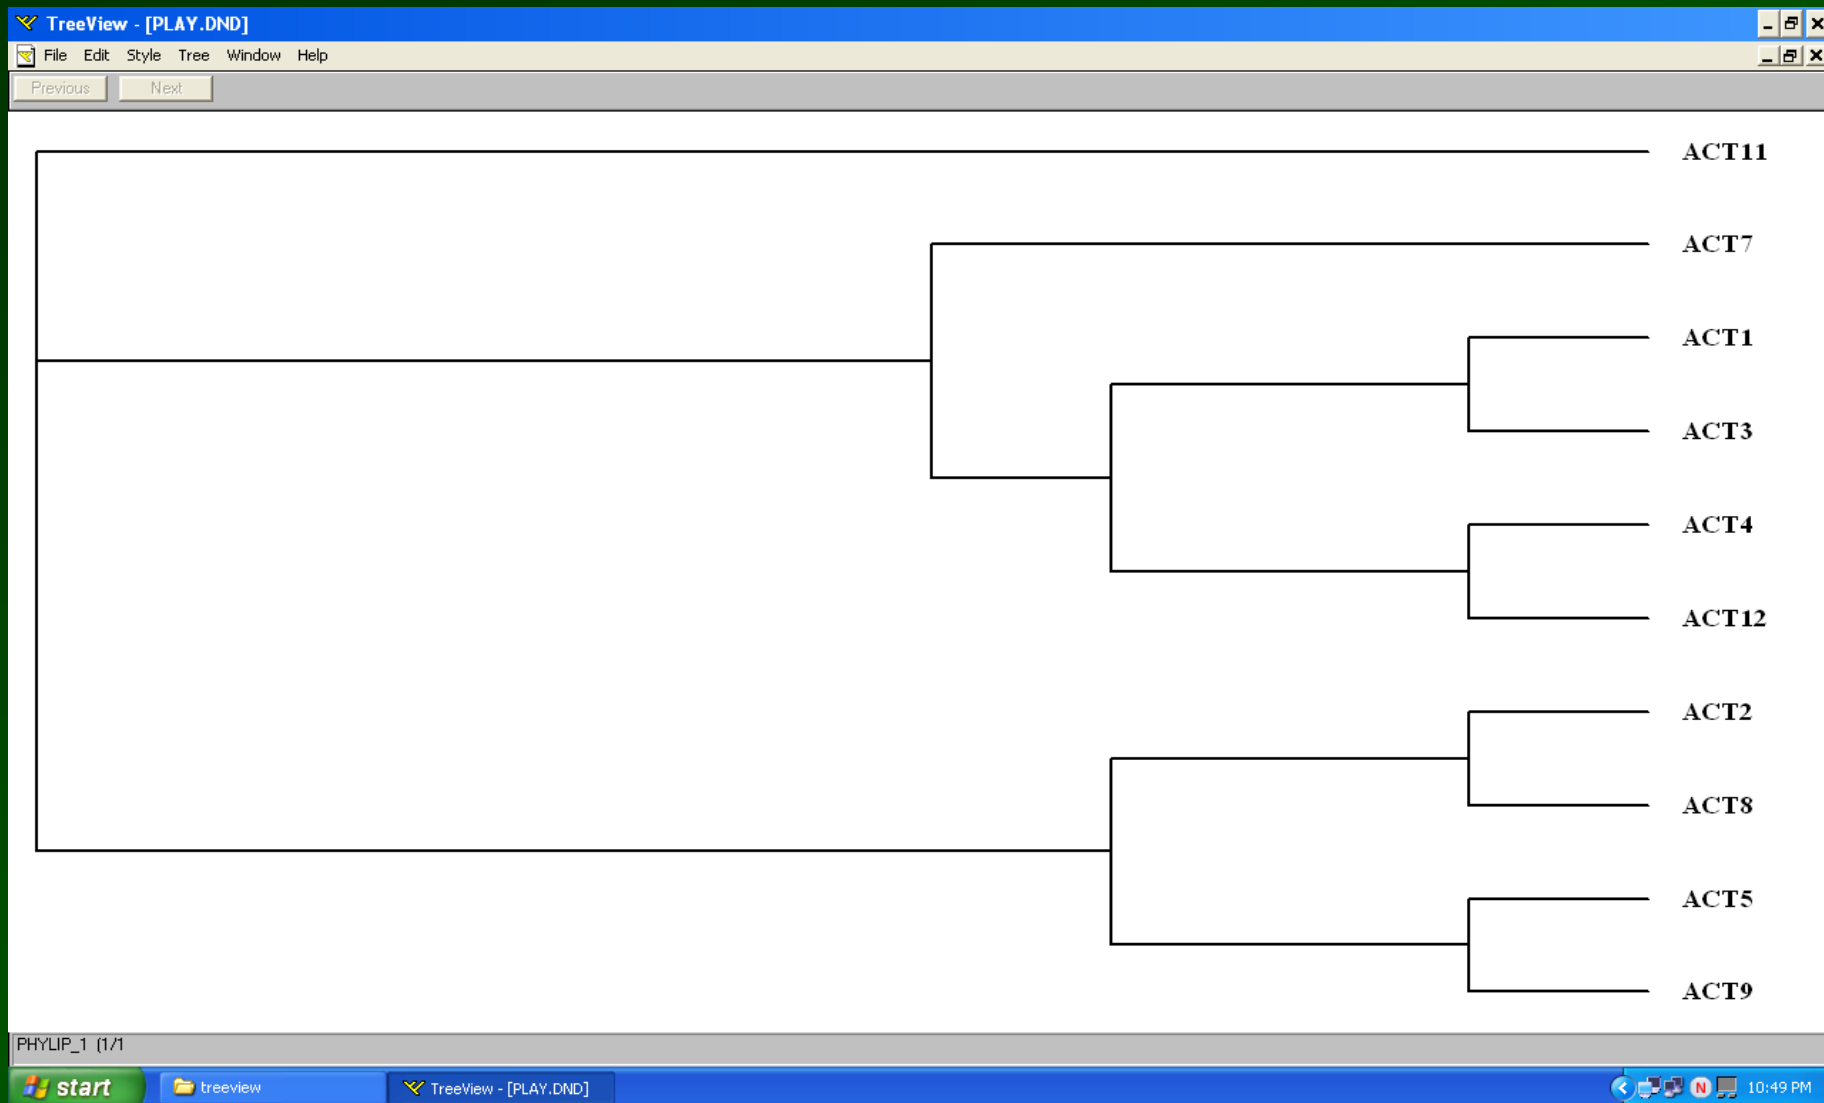 TreeView - [PLAY.DND]
File Edit Style Tree Window Help
Previous Next
ACT11
ACT7
ACT1
ACT3
ACT4
ACT12
ACT2
ACT8
ACT5
ACT9
PHYLIP_1 (1/1
start treeview TreeView - [PLAY.DND] N 10:49 PM